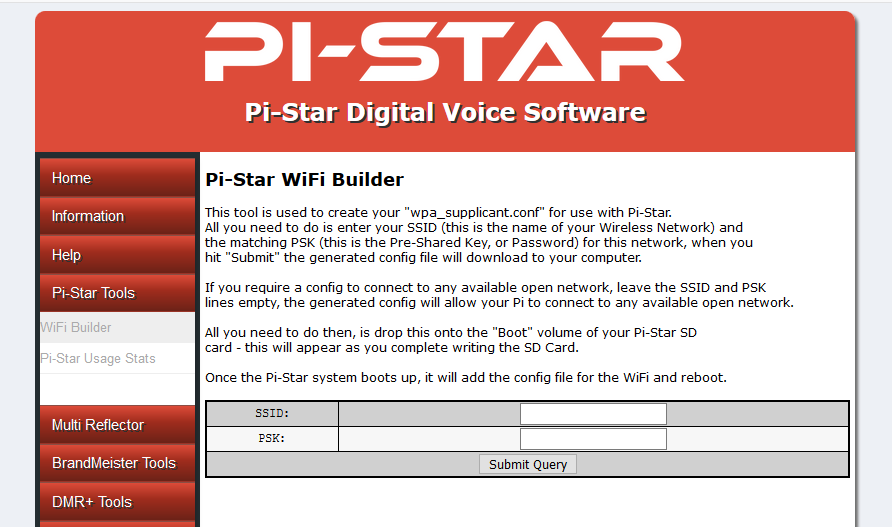 PI-STAR
Pi-Star Digital Voice Software
Home
Information
Help
Pi-Star Tools
WiFi Builder
Pi-Star Usage Stats
Multi Reflector
BrandMeister Tools
DMR+ Tools
Pi-Star WiFi Builder
This tool is used to create your "wpa_supplicant.conf" for use with Pi-Star.
All you need to do is enter your SSID (this is the name of your Wireless Network) and
the matching PSK (this is the Pre-Shared Key, or Password) for this network, when you
hit "Submit" the generated config file will download to your computer.
If you require a config to connect to any available open network, leave the SSID and PSK
lines empty, the generated config will allow your Pi to connect to any available open network.
All you need to do then, is drop this onto the "Boot" volume of your Pi-Star SD
card - this will appear as you complete writing the SD Card.
Once the Pi-Star system boots up, it will add the config file for the WiFi and reboot.
SSID:
PSK:
Submit Query